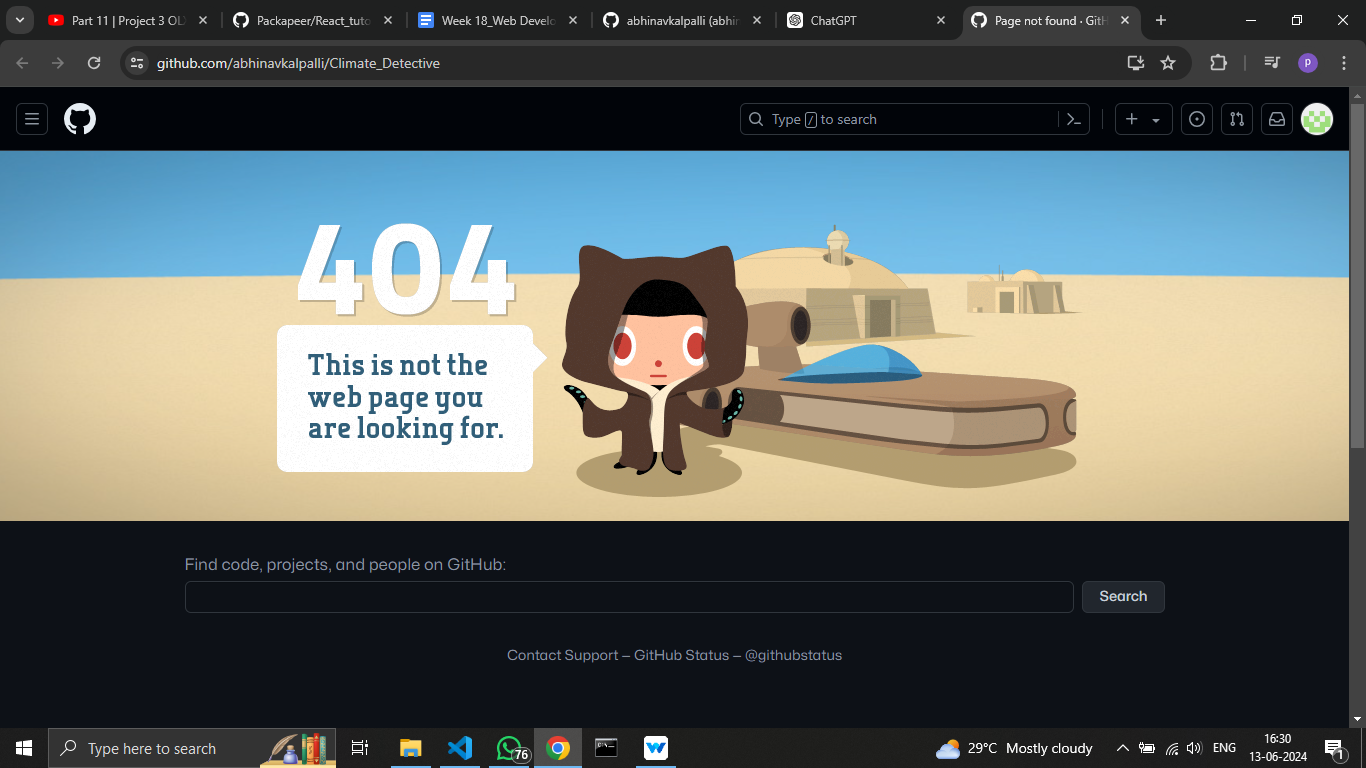 Part 11 | Project 3 OL
Packapeer/React_tuto
Week 18_Web Develo
abhinavkalpalli (abhin
ChatGPT
Page not found · GitH
github.com/abhinavkalpalli/Climate_Detective
p
Type / to search
404
This is not the
web page you
are looking for.
Find code, projects, and people on GitHub:
Search
Contact Support — GitHub Status — @githubstatus
Type here to search
76
29°C Mostly cloudy
ENG
16:30
13-06-2024
1